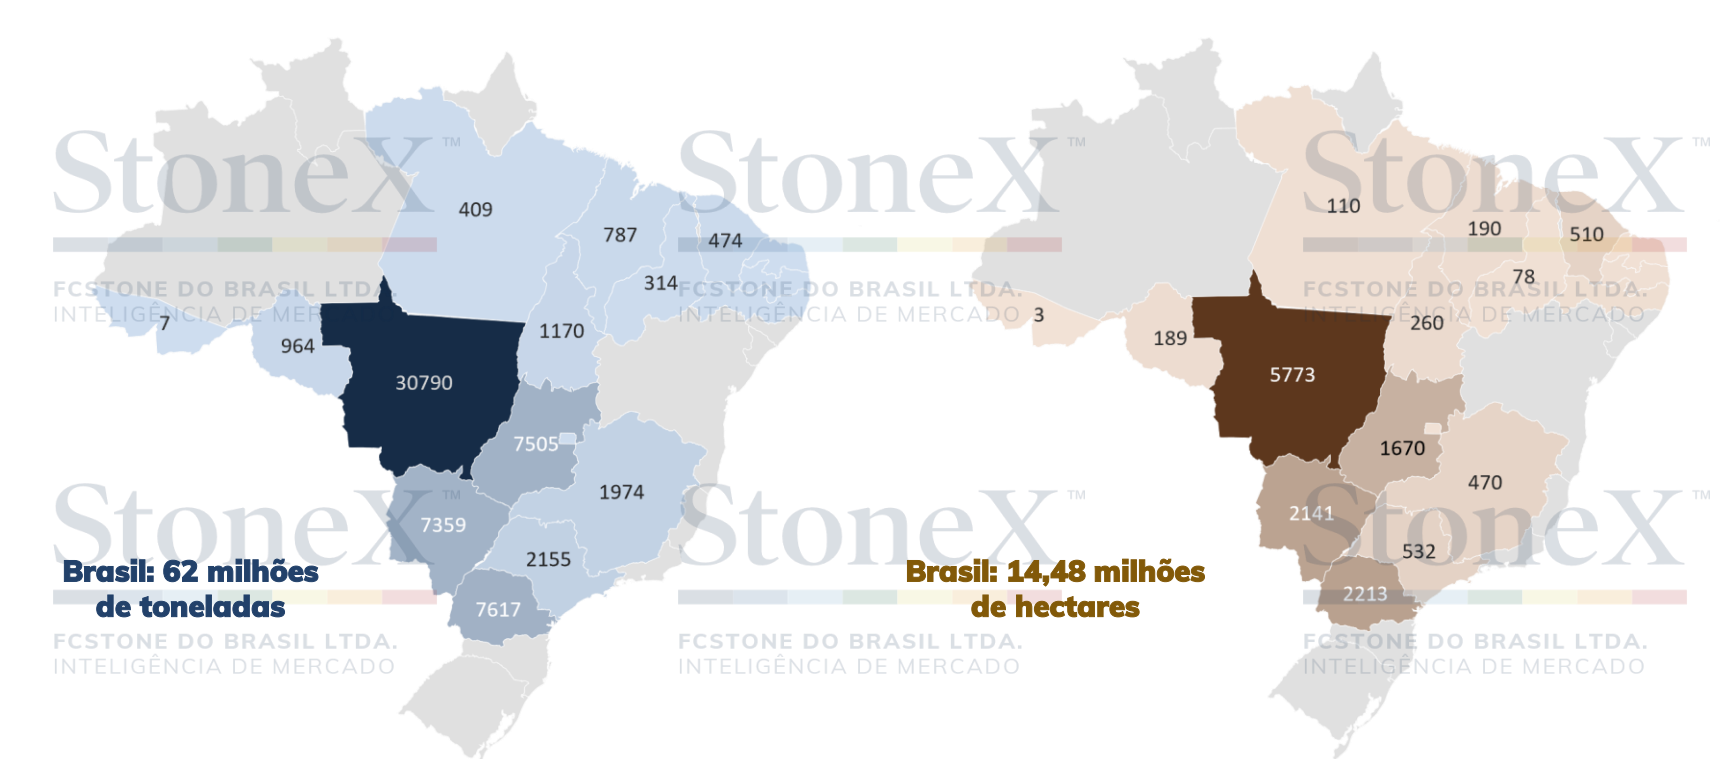 StoneX™ StoneX™ StoneX™
409
110
787
474
190
510
314
78
FCSTONE DO BRASIL LTDA. FCSTONE DO BRASIL LTDA. FCSTONE DO BRASIL LTDA.
INTELIGÊNCIA DE MERCADO INTELIGÊNCIA DE MERCADO INTELIGÊNCIA DE MERCADO
7
1170
3
260
964
189
30790
5773
7505
1670
1974
470
StoneX™ StoneX™ StoneX™
7359
2141
2155
532
Brasil: 62 milhões
de toneladas
Brasil: 14,48 milhões
de hectares
7617
2213
FCSTONE DO BRASIL LTDA. FCSTONE DO BRASIL LTDA. FCSTONE DO BRASIL LTDA.
INTELIGÊNCIA DE MERCADO INTELIGÊNCIA DE MERCADO INTELIGÊNCIA DE MERCADO